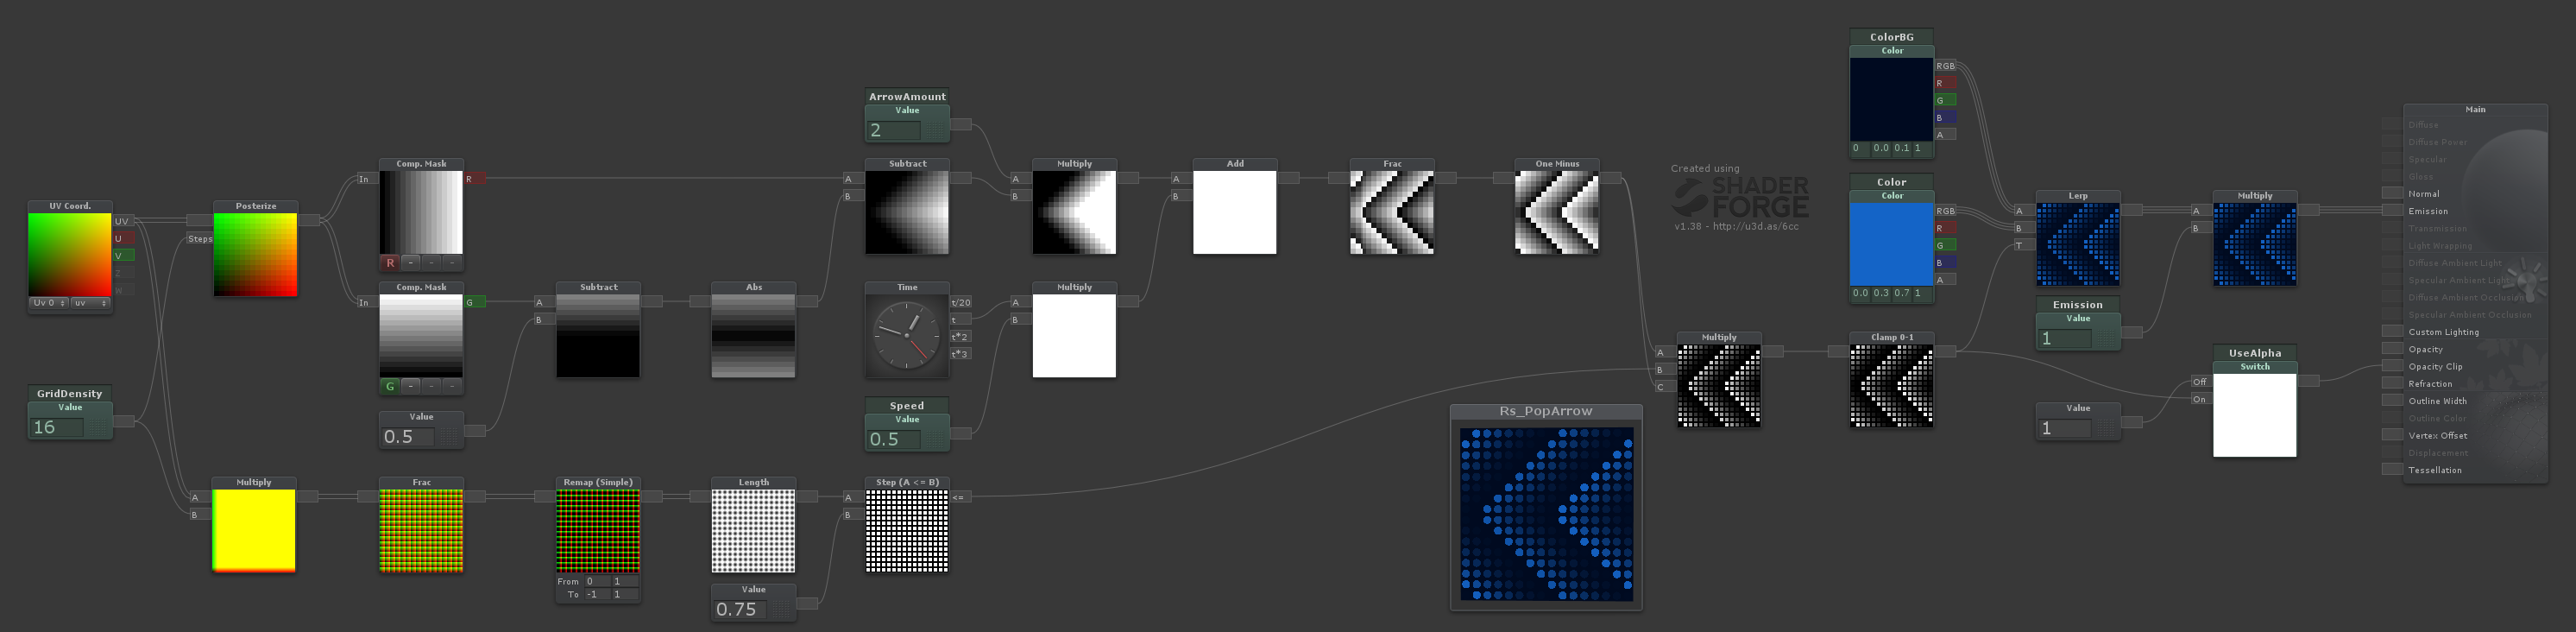 ColorBG
Color
RGB
R
G
B
A
0 0.0 0.1 1
Color
Color
RGB
R
G
B
A
0.0 0.3 0.7 1
ArrowAmount
Value
2
UV Coord.
UV
U
V
Z
W
Uv 0 uv
Posterize
Steps
Comp. Mask
In R
R - - -
Comp. Mask
In G
G - - -
Value
0.5
Subtract
A
B
Abs
Subtract
A
B
Multiply
A
B
Add
A
B
Frac
One Minus
Time
t/20
t
t*2
t*3
Multiply
A
B
Speed
Value
0.5
GridDensity
Value
16
Multiply
A
B
Frac
Remap (Simple)
From 0 1
To -1 1
Length
Value
0.75
Step (A <= B)
A <=
B
Created using
SHADER
FORGE
v1.38 - http://u3d.as/6cc
Rs_PopArrow
Multiply
A
B
C
Clamp 0-1
Lerp
A
B
T
Emission
Value
1
Multiply
A
B
Value
1
UseAlpha
Switch
Off
On
Main
Diffuse
Diffuse Power
Specular
Gloss
Normal
Emission
Transmission
Light Wrapping
Diffuse Ambient Light
Specular Ambient Light
Diffuse Ambient Occlusion
Specular Ambient Occlusion
Custom Lighting
Opacity
Opacity Clip
Refraction
Outline Width
Outline Color
Vertex Offset
Displacement
Tessellation